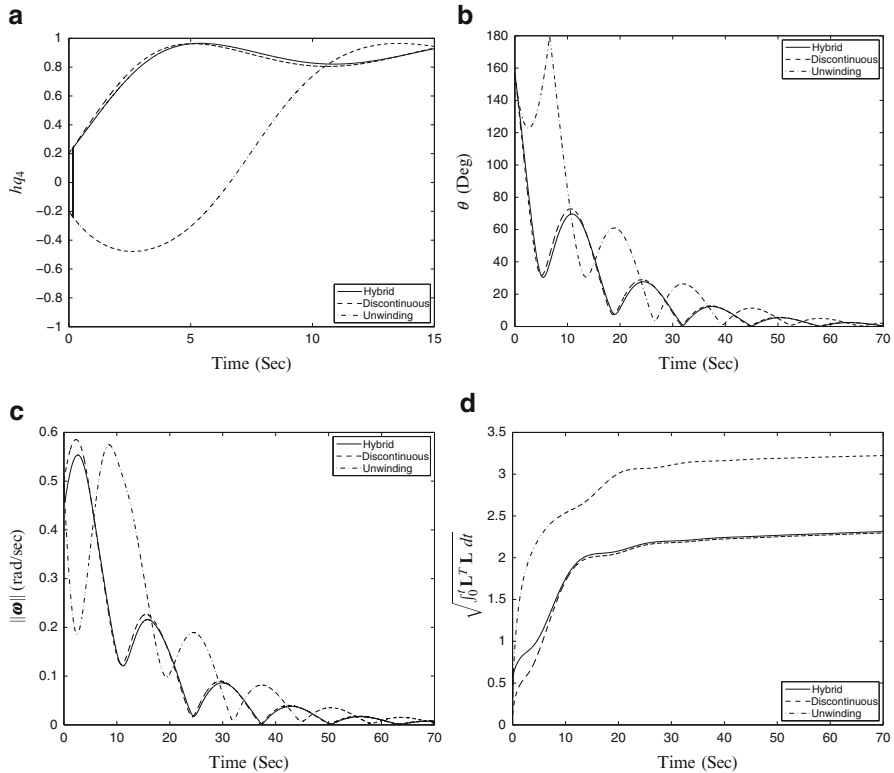 a
1
0.8
0.6
0.4
0.2
0
−0.2
−0.4
−0.6
−0.8
−1
hq4
Hybrid
Discontinuous
Unwinding
0 5 10 15
Time (Sec)
b
180
160
140
120
100
80
60
40
20
0
θ (Deg)
Hybrid
Discontinuous
Unwinding
0 10 20 30 40 50 60 70
Time (Sec)
c
0.6
0.5
0.4
0.3
0.2
0.1
0
||ω|| (rad/sec)
Hybrid
Discontinuous
Unwinding
0 10 20 30 40 50 60 70
Time (Sec)
d
3.5
3
2.5
2
1.5
1
0.5
0
√∫₀ᵗ Lᵀ L dt
Hybrid
Discontinuous
Unwinding
0 10 20 30 40 50 60 70
Time (Sec)